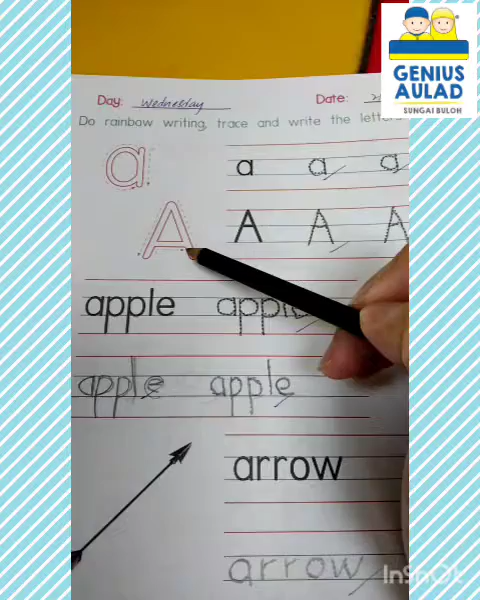 GENIUS
AULAD
SUNGAI BULOH
Day: Wednesday Date:
Do rainbow writing, trace and write the letter
a a a a
A A A A
apple apple
apple apple
arrow
arrow
InShOt